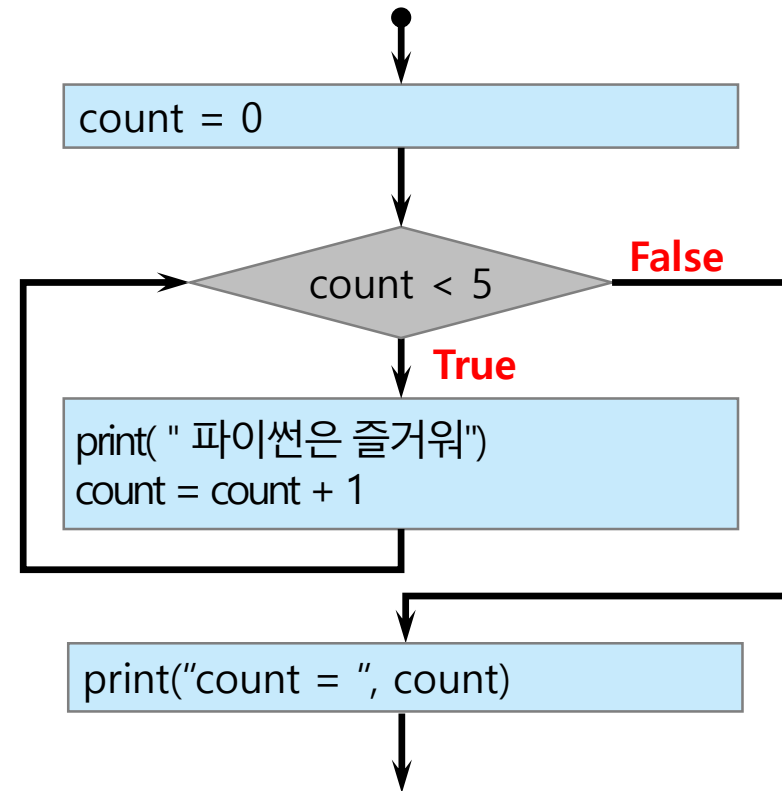 count = 0
count < 5
False
True
print( " 파이썬은 즐거워")
count = count + 1
print(“count = ”, count)